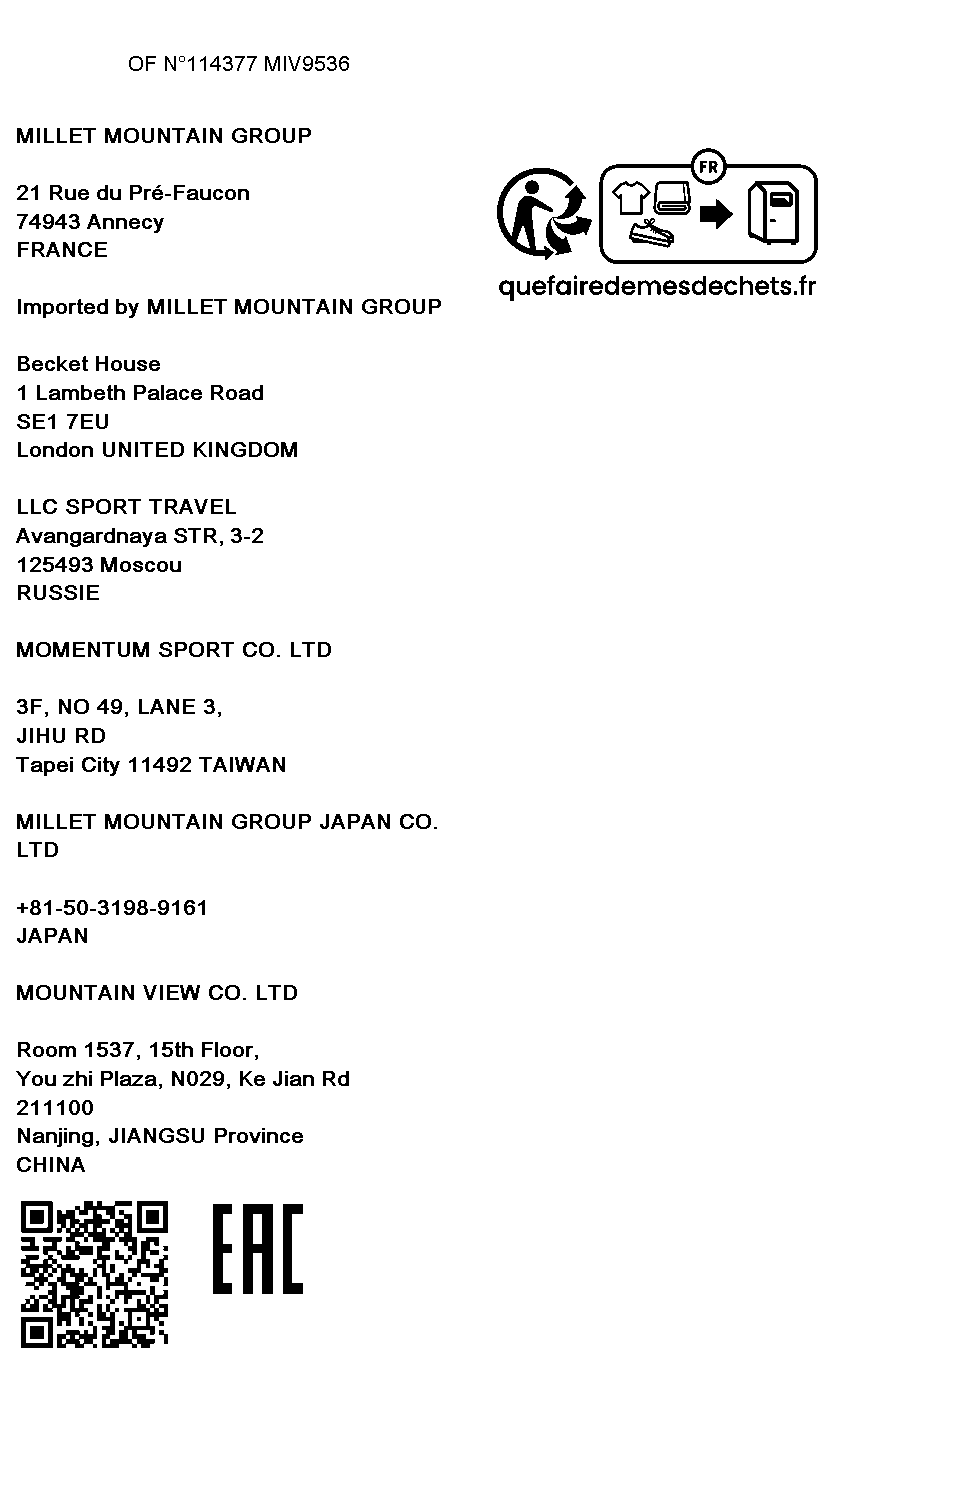 OF N°114377 MIV9536
MILLET MOUNTAIN GROUP
21 Rue du Pré-Faucon
74943 Annecy
FRANCE
Imported by MILLET MOUNTAIN GROUP
Becket House
1 Lambeth Palace Road
SE1 7EU
London UNITED KINGDOM
LLC SPORT TRAVEL
Avangardnaya STR, 3-2
125493 Moscou
RUSSIE
MOMENTUM SPORT CO. LTD
3F, NO 49, LANE 3,
JIHU RD
Tapei City 11492 TAIWAN
MILLET MOUNTAIN GROUP JAPAN CO.
LTD
+81-50-3198-9161
JAPAN
MOUNTAIN VIEW CO. LTD
Room 1537, 15th Floor,
You zhi Plaza, N029, Ke Jian Rd
211100
Nanjing, JIANGSU Province
CHINA
EAC
FR
quefairedemesdechets.fr